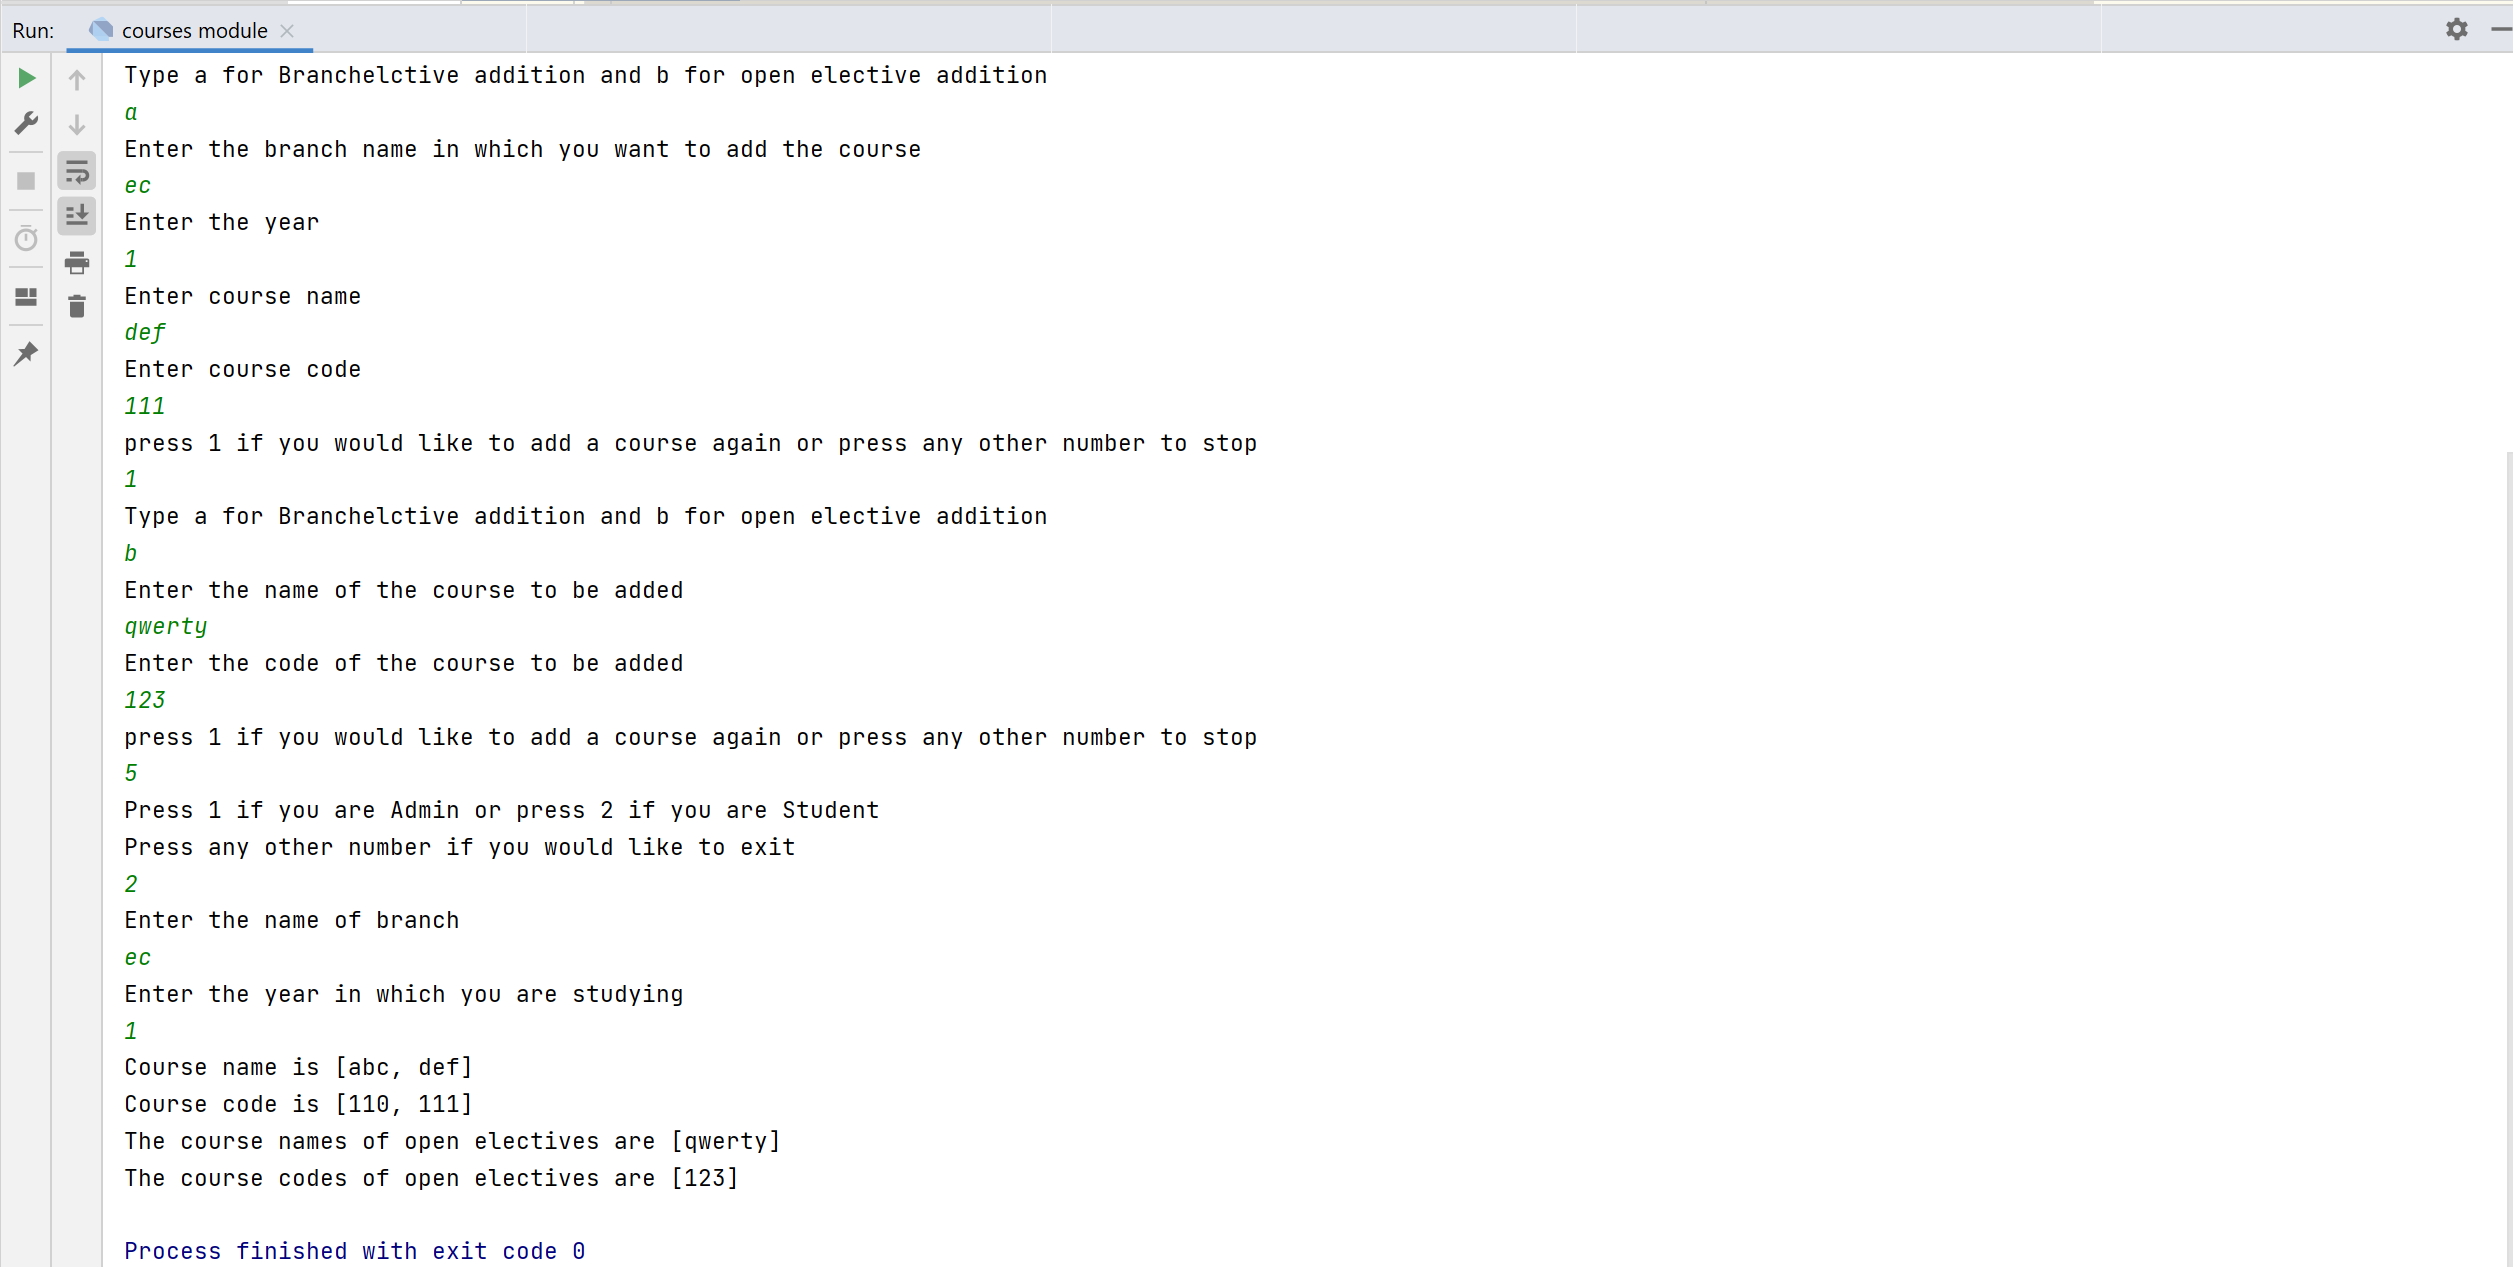 Run: courses module
Type a for Branchelctive addition and b for open elective addition
a
Enter the branch name in which you want to add the course
ec
Enter the year
1
Enter course name
def
Enter course code
111
press 1 if you would like to add a course again or press any other number to stop
1
Type a for Branchelctive addition and b for open elective addition
b
Enter the name of the course to be added
qwerty
Enter the code of the course to be added
123
press 1 if you would like to add a course again or press any other number to stop
5
Press 1 if you are Admin or press 2 if you are Student
Press any other number if you would like to exit
2
Enter the name of branch
ec
Enter the year in which you are studying
1
Course name is [abc, def]
Course code is [110, 111]
The course names of open electives are [qwerty]
The course codes of open electives are [123]
Process finished with exit code 0